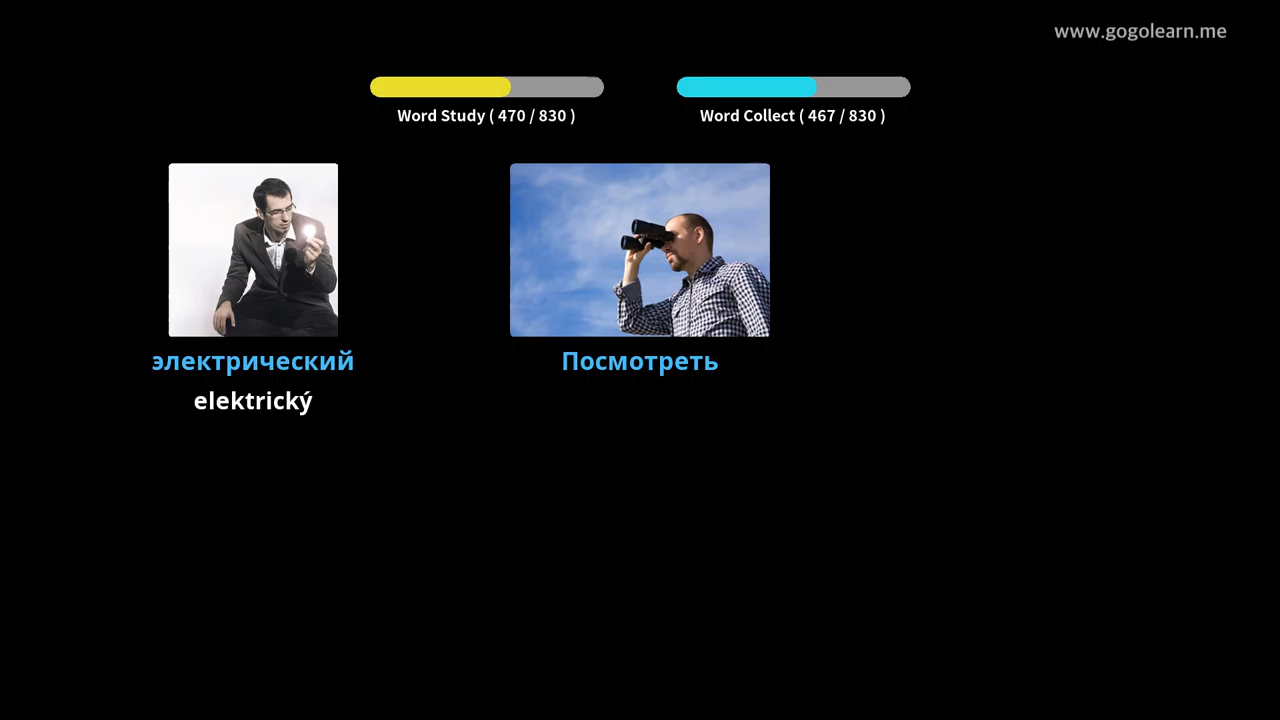 www.gogolearn.me
Word Study ( 470 / 830 )
Word Collect ( 467 / 830 )
электрический
elektrický
Посмотреть